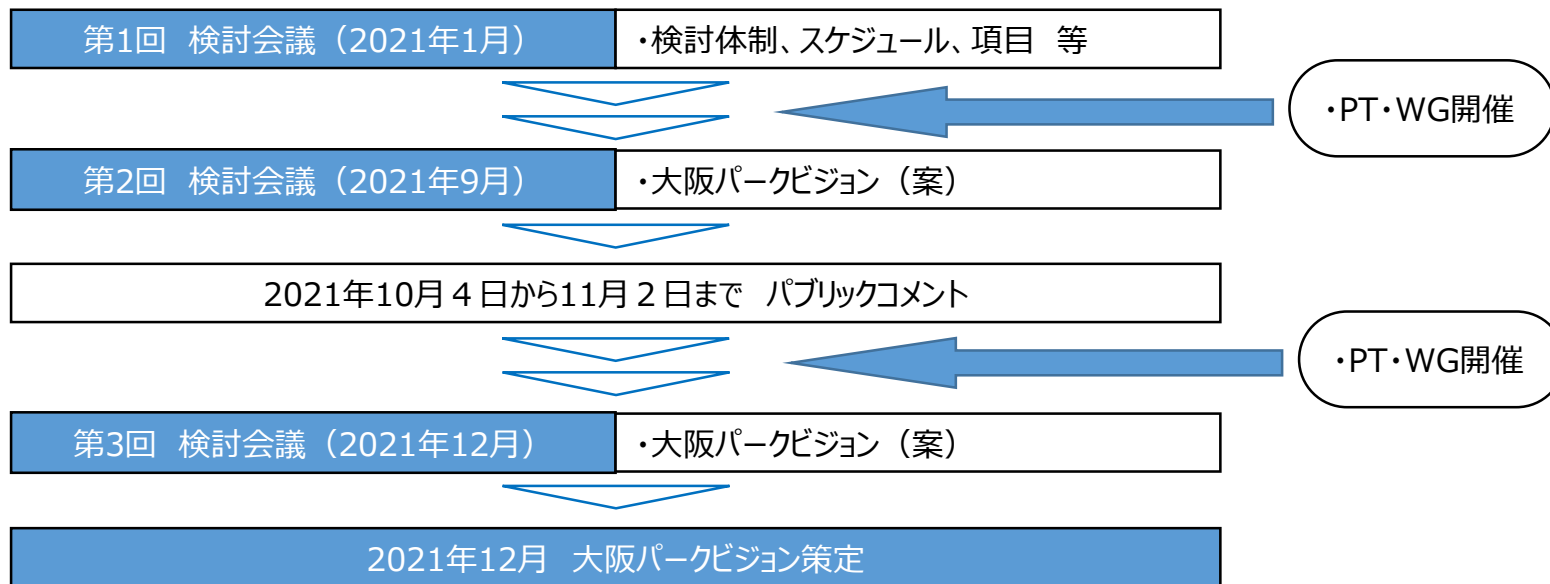 第1回 検討会議（2021年1月）
・検討体制、スケジュール、項目 等
・PT・WG開催
第2回 検討会議（2021年9月）
・大阪パークビジョン（案）
2021年10月４日から11月２日まで パブリックコメント
・PT・WG開催
第3回 検討会議（2021年12月）
・大阪パークビジョン（案）
2021年12月 大阪パークビジョン策定